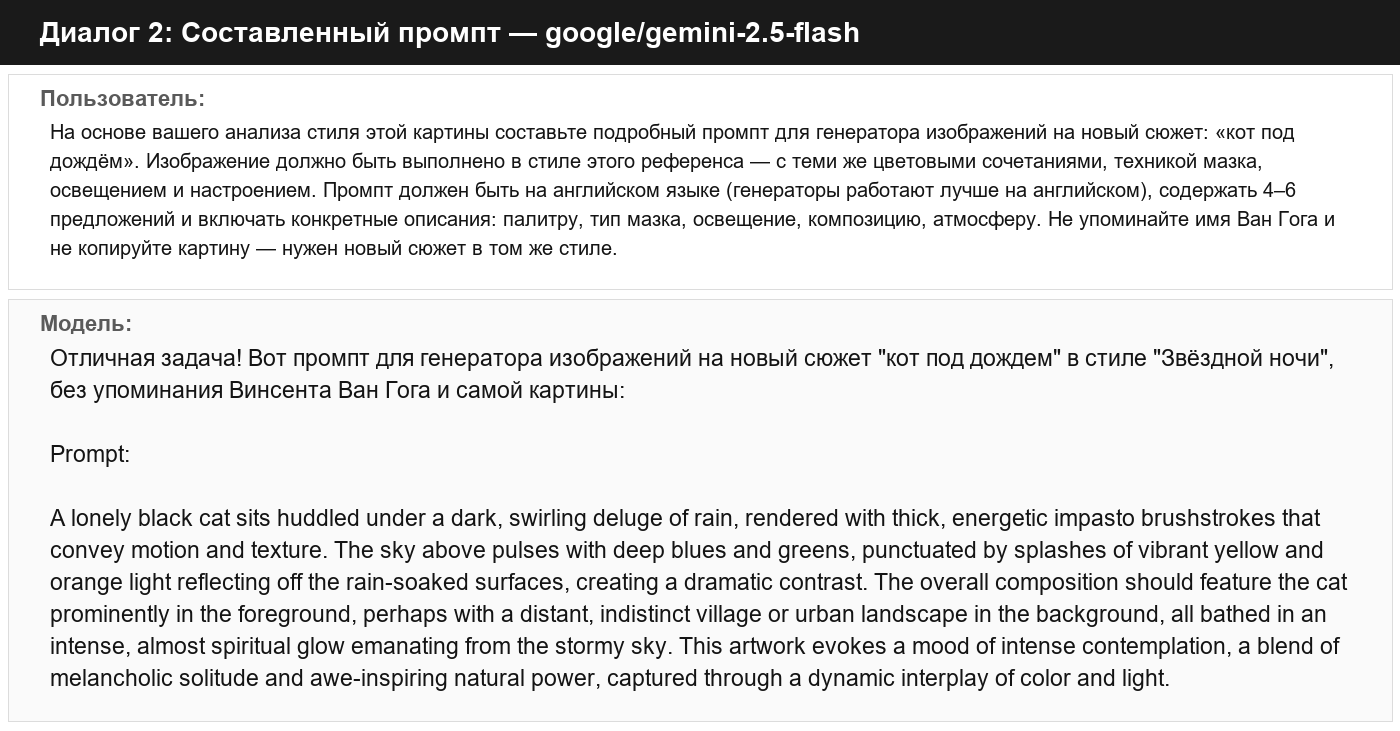 Диалог 2: Составленный промпт — google/gemini-2.5-flash
Пользователь:
На основе вашего анализа стиля этой картины составьте подробный промпт для генератора изображений на новый сюжет: «кот под
дождём». Изображение должно быть выполнено в стиле этого референса — с теми же цветовыми сочетаниями, техникой мазка,
освещением и настроением. Промпт должен быть на английском языке (генераторы работают лучше на английском), содержать 4–6
предложений и включать конкретные описания: палитру, тип мазка, освещение, композицию, атмосферу. Не упоминайте имя Ван Гога и
не копируйте картину — нужен новый сюжет в том же стиле.
Модель:
Отличная задача! Вот промпт для генератора изображений на новый сюжет "кот под дождем" в стиле "Звёздной ночи",
без упоминания Винсента Ван Гога и самой картины:
Prompt:
A lonely black cat sits huddled under a dark, swirling deluge of rain, rendered with thick, energetic impasto brushstrokes that
convey motion and texture. The sky above pulses with deep blues and greens, punctuated by splashes of vibrant yellow and
orange light reflecting off the rain-soaked surfaces, creating a dramatic contrast. The overall composition should feature the cat
prominently in the foreground, perhaps with a distant, indistinct village or urban landscape in the background, all bathed in an
intense, almost spiritual glow emanating from the stormy sky. This artwork evokes a mood of intense contemplation, a blend of
melancholic solitude and awe-inspiring natural power, captured through a dynamic interplay of color and light.